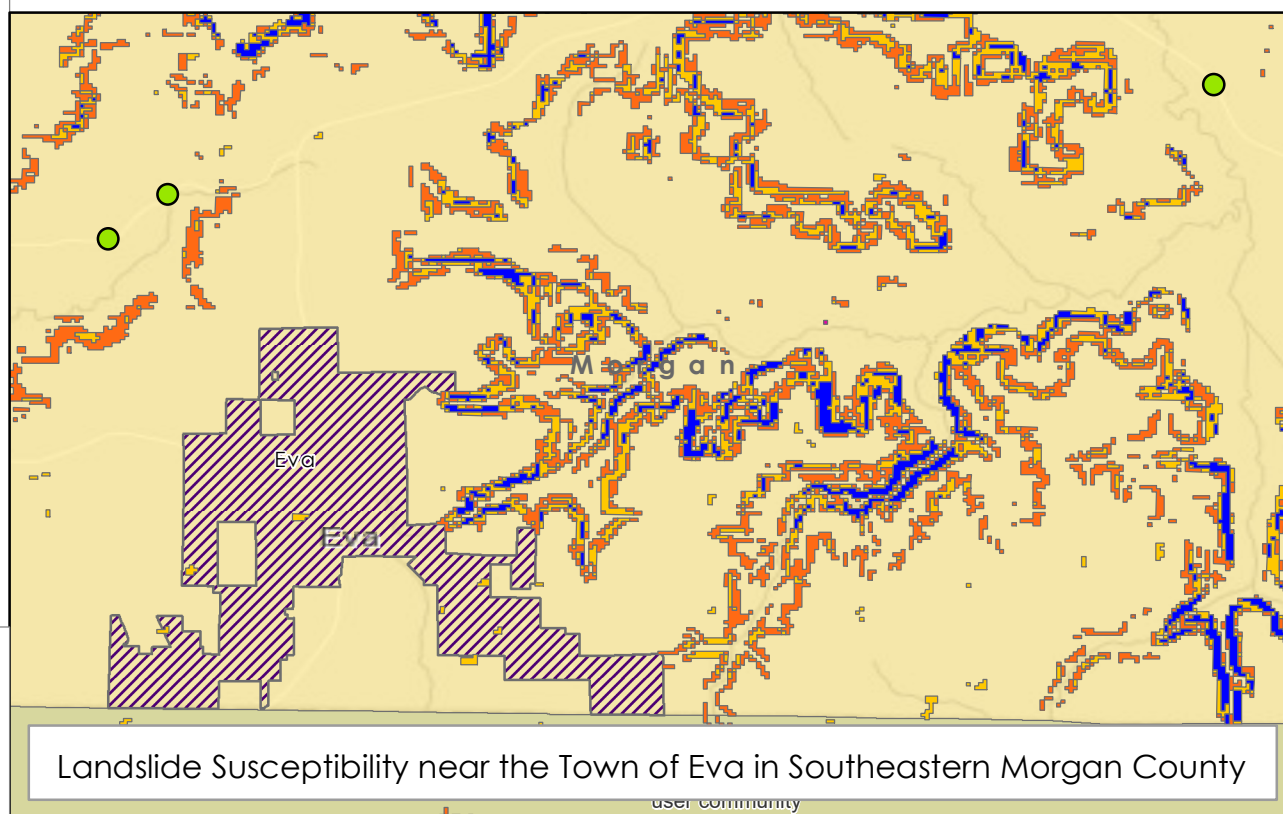 Morgan
Eva
Eva
Landslide Susceptibility near the Town of Eva in Southeastern Morgan County
user community